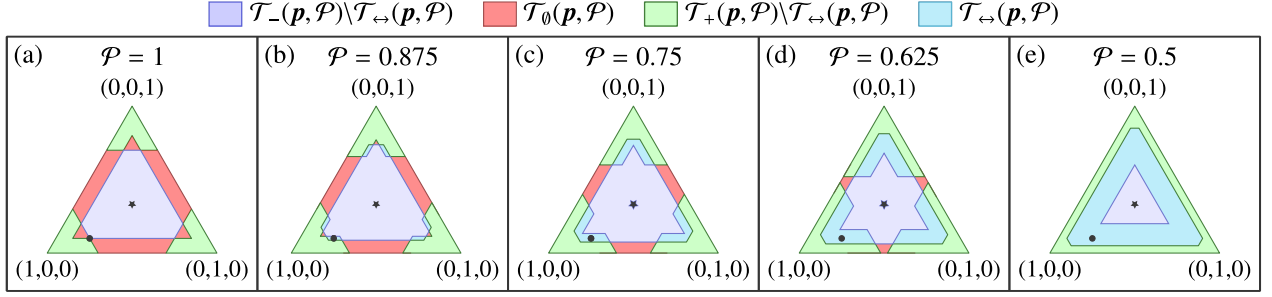 𝒯₋(𝒑, 𝒫)\𝒯↔(𝒑, 𝒫) 𝒯∅(𝒑, 𝒫) 𝒯₊(𝒑, 𝒫)\𝒯↔(𝒑, 𝒫) 𝒯↔(𝒑, 𝒫)
(a) 𝒫 = 1 (b) 𝒫 = 0.875 (c) 𝒫 = 0.75 (d) 𝒫 = 0.625 (e) 𝒫 = 0.5
(0,0,1) (0,0,1) (0,0,1) (0,0,1) (0,0,1)
(1,0,0) (0,1,0) (1,0,0) (0,1,0) (1,0,0) (0,1,0) (1,0,0) (0,1,0) (1,0,0) (0,1,0)